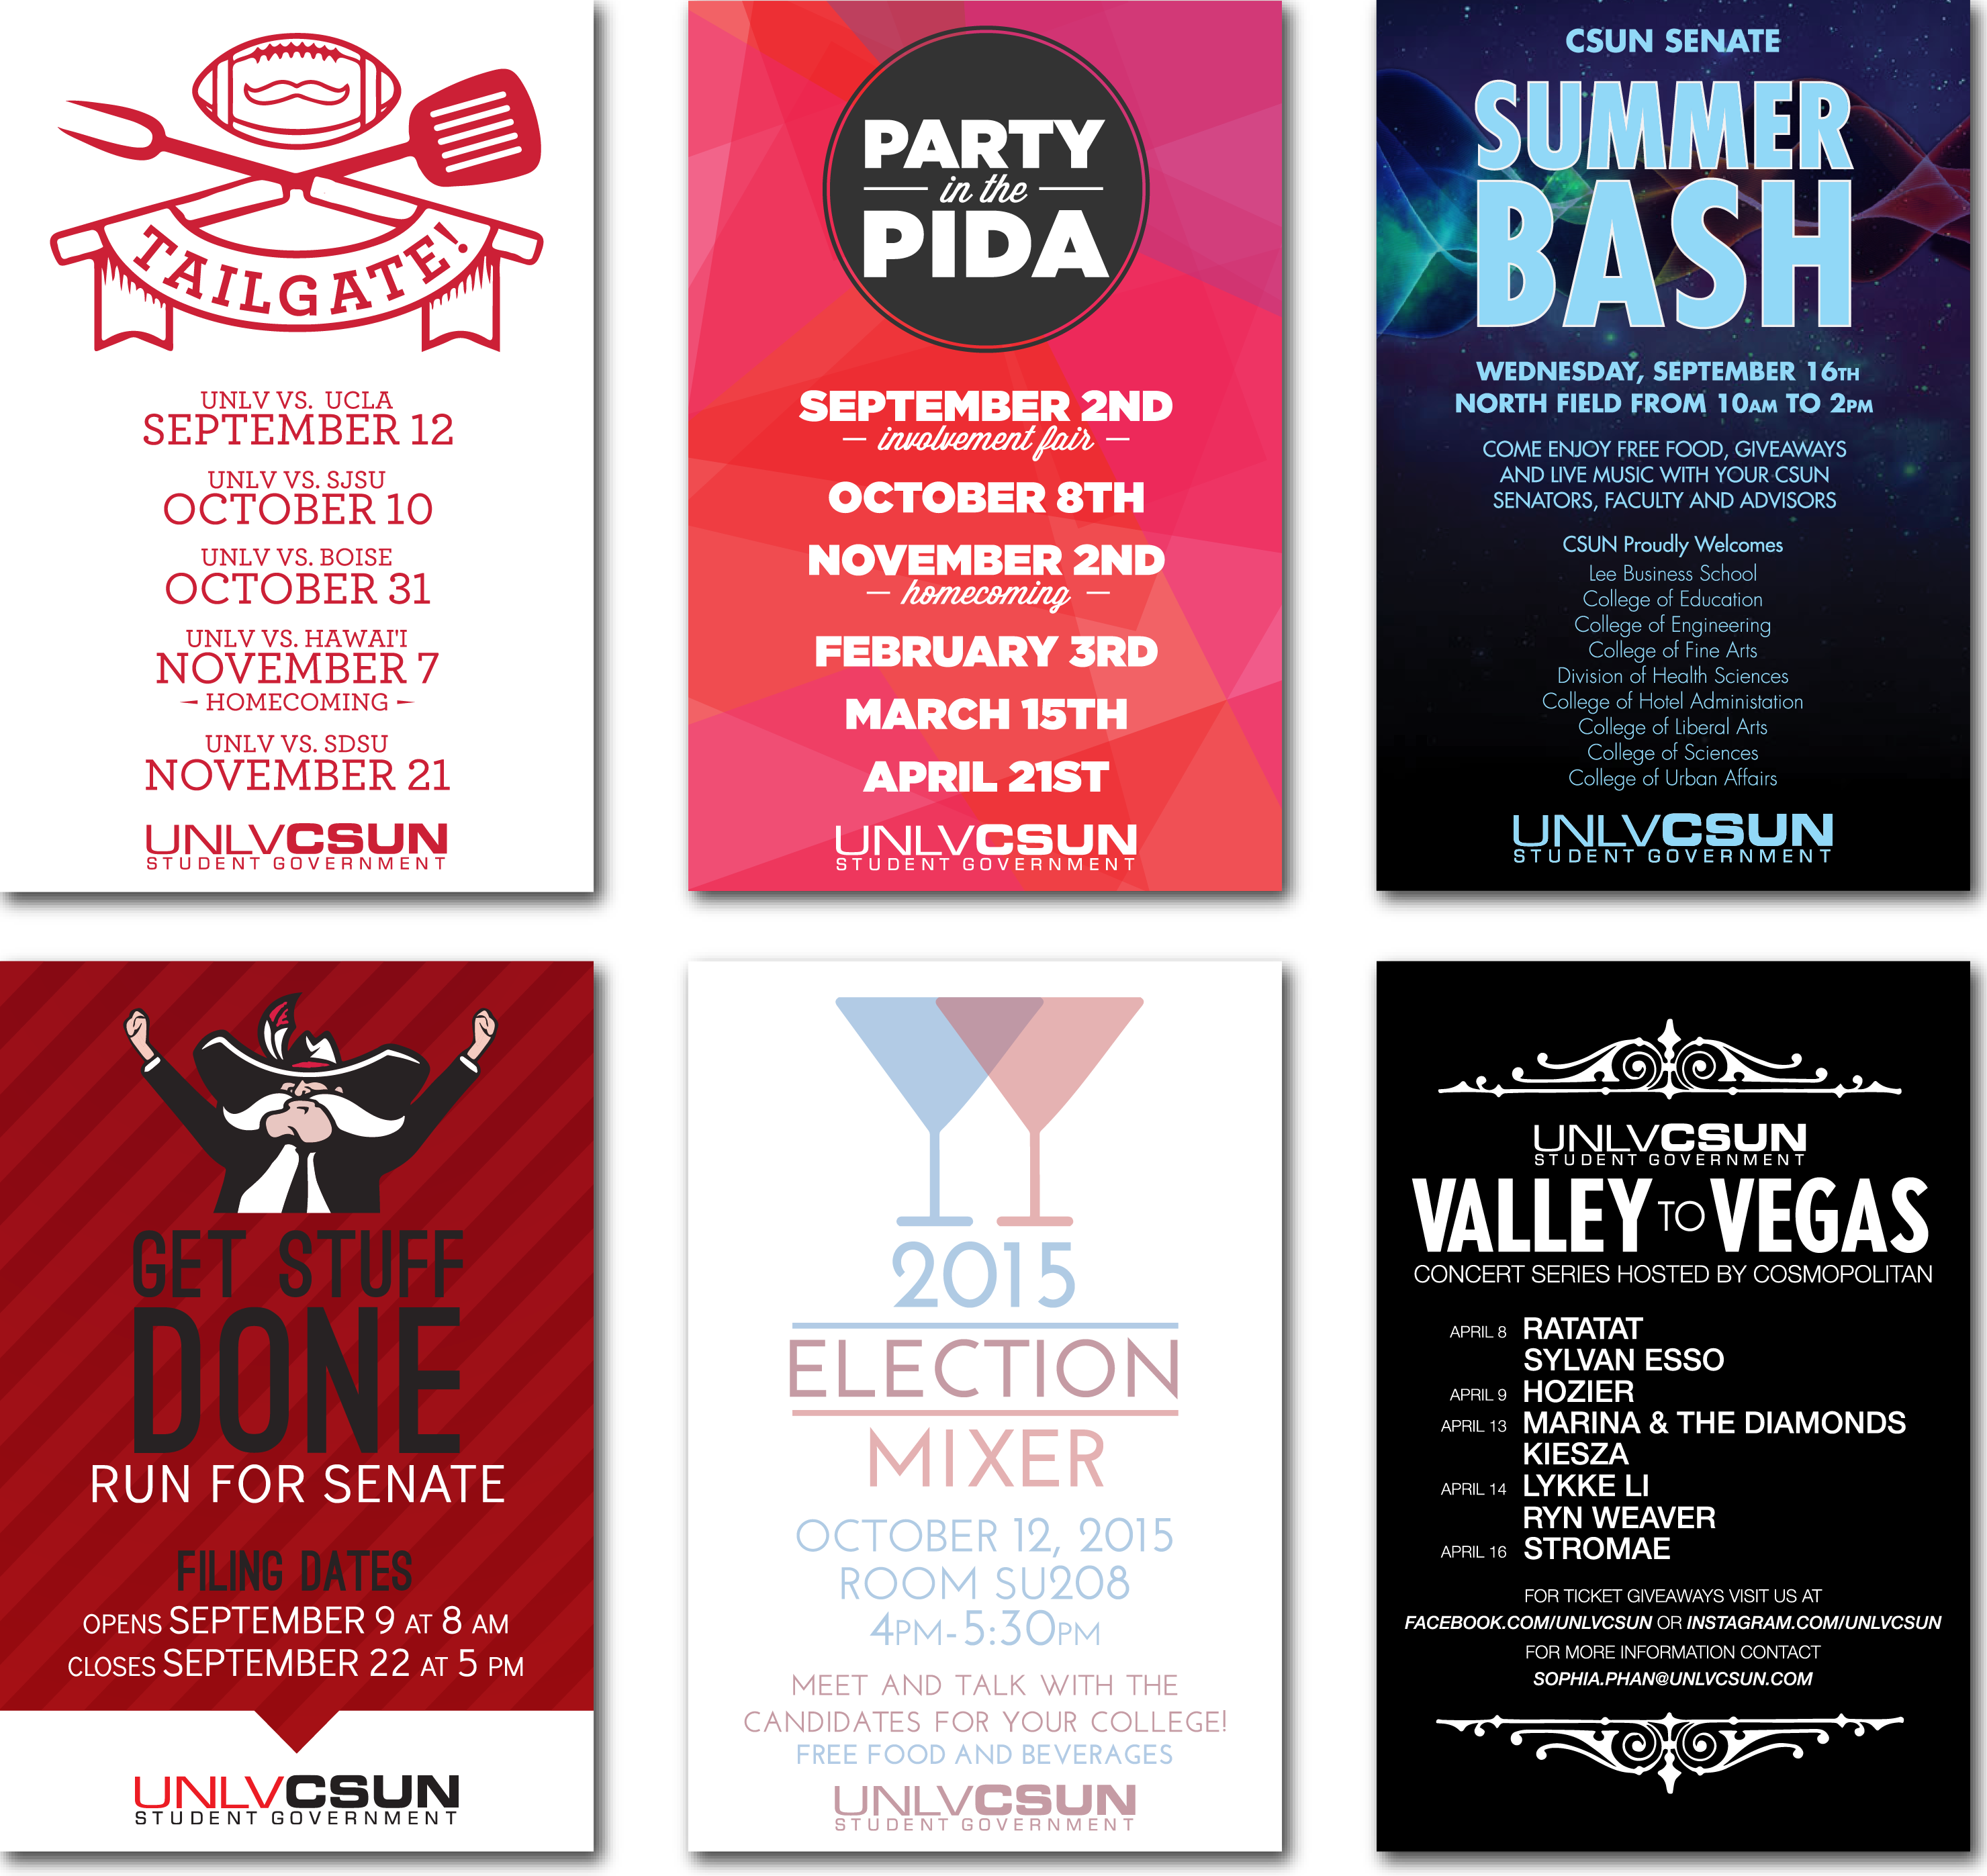 TAILGATE!
UNLV VS. UCLA
SEPTEMBER 12
UNLV VS. SJSU
OCTOBER 10
UNLV VS. BOISE
OCTOBER 31
UNLV VS. HAWAI'I
NOVEMBER 7
- HOMECOMING -
UNLV VS. SDSU
NOVEMBER 21
UNLVCSUN
STUDENT GOVERNMENT
PARTY
in the
PIDA
SEPTEMBER 2ND
— involvement fair —
OCTOBER 8TH
NOVEMBER 2ND
— homecoming —
FEBRUARY 3RD
MARCH 15TH
APRIL 21ST
UNLVCSUN
STUDENT GOVERNMENT
CSUN SENATE
SUMMER
BASH
WEDNESDAY, SEPTEMBER 16TH
NORTH FIELD FROM 10AM TO 2PM
COME ENJOY FREE FOOD, GIVEAWAYS
AND LIVE MUSIC WITH YOUR CSUN
SENATORS, FACULTY AND ADVISORS
CSUN Proudly Welcomes
Lee Business School
College of Education
College of Engineering
College of Fine Arts
Division of Health Sciences
College of Hotel Administation
College of Liberal Arts
College of Sciences
College of Urban Affairs
UNLVCSUN
STUDENT GOVERNMENT
GET STUFF
DONE
RUN FOR SENATE
FILING DATES
OPENS SEPTEMBER 9 AT 8 AM
CLOSES SEPTEMBER 22 AT 5 PM
UNLVCSUN
STUDENT GOVERNMENT
2015
ELECTION
MIXER
OCTOBER 12, 2015
ROOM SU208
4PM-5:30PM
MEET AND TALK WITH THE
CANDIDATES FOR YOUR COLLEGE!
FREE FOOD AND BEVERAGES
UNLVCSUN
STUDENT GOVERNMENT
UNLVCSUN
STUDENT GOVERNMENT
VALLEY TO VEGAS
CONCERT SERIES HOSTED BY COSMOPOLITAN
APRIL 8 RATATAT
SYLVAN ESSO
APRIL 9 HOZIER
APRIL 13 MARINA & THE DIAMONDS
KIESZA
APRIL 14 LYKKE LI
RYN WEAVER
APRIL 16 STROMAE
FOR TICKET GIVEAWAYS VISIT US AT
FACEBOOK.COM/UNLVCSUN OR INSTAGRAM.COM/UNLVCSUN
FOR MORE INFORMATION CONTACT
SOPHIA.PHAN@UNLVCSUN.COM